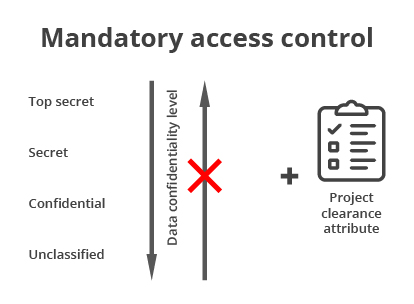 Mandatory access control
Top secret
Secret
Confidential
Unclassified
Data confidentiality level
+
Project
clearance
attribute